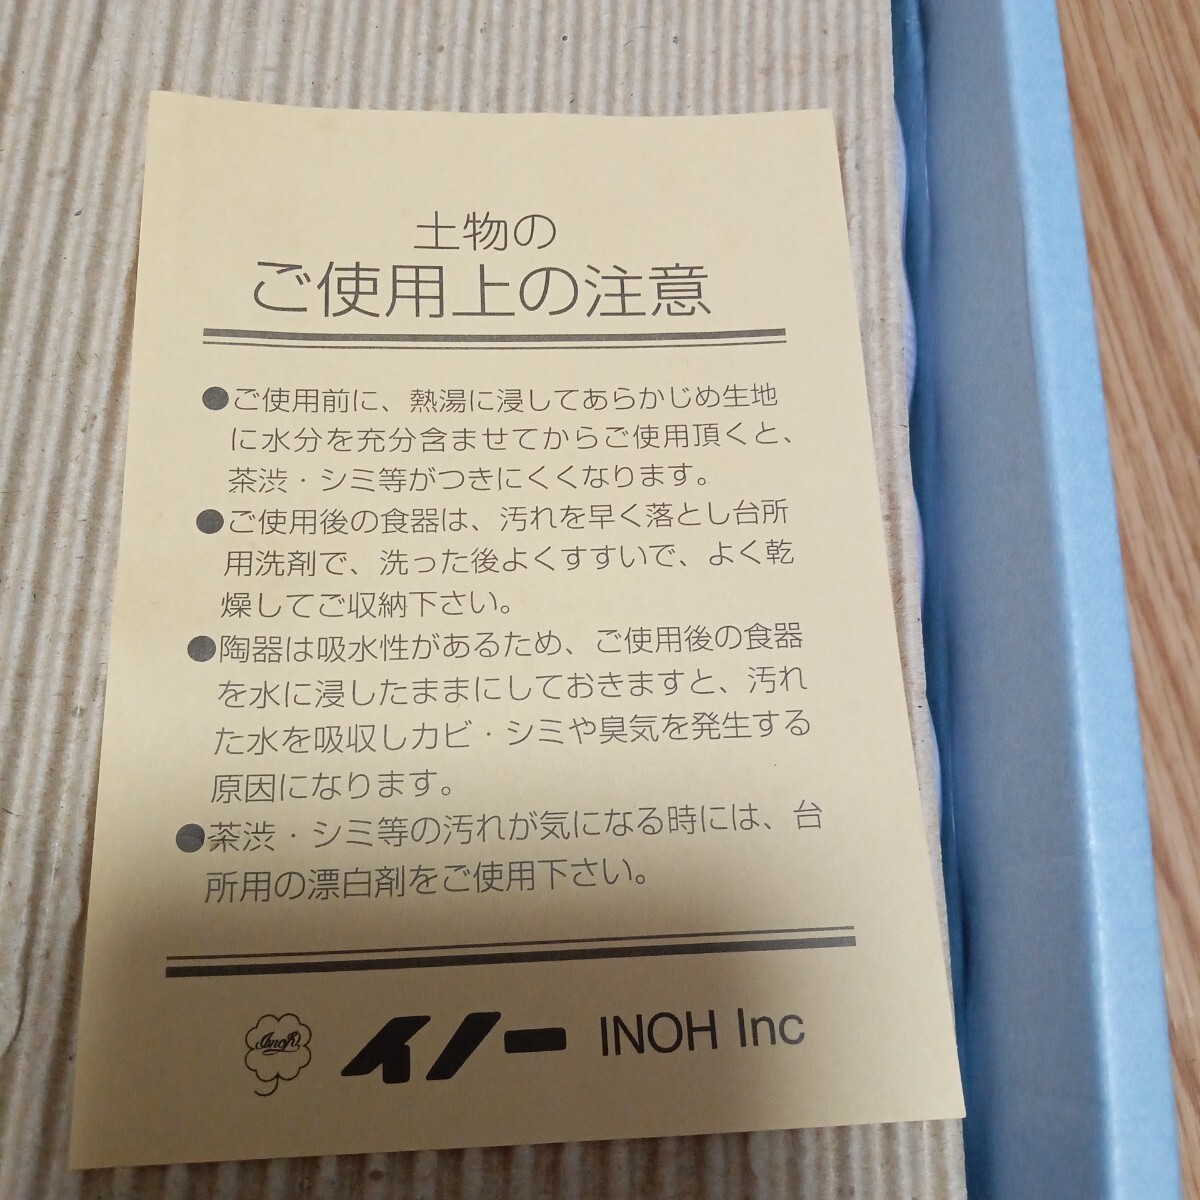 土物の
ご使用上の注意
●ご使用前に、熱湯に浸してあらかじめ生地
に水分を充分含ませてからご使用頂くと、
茶渋・シミ等がつきにくくなります。
●ご使用後の食器は、汚れを早く落とし台所
用洗剤で、洗った後よくすすいで、よく乾
燥してご収納下さい。
●陶器は吸水性があるため、ご使用後の食器
を水に浸したままにしておきますと、汚れ
た水を吸収しカビ・シミや臭気を発生する
原因になります。
●茶渋・シミ等の汚れが気になる時には、台
所用の漂白剤をご使用下さい。
InoH イノー INOH Inc